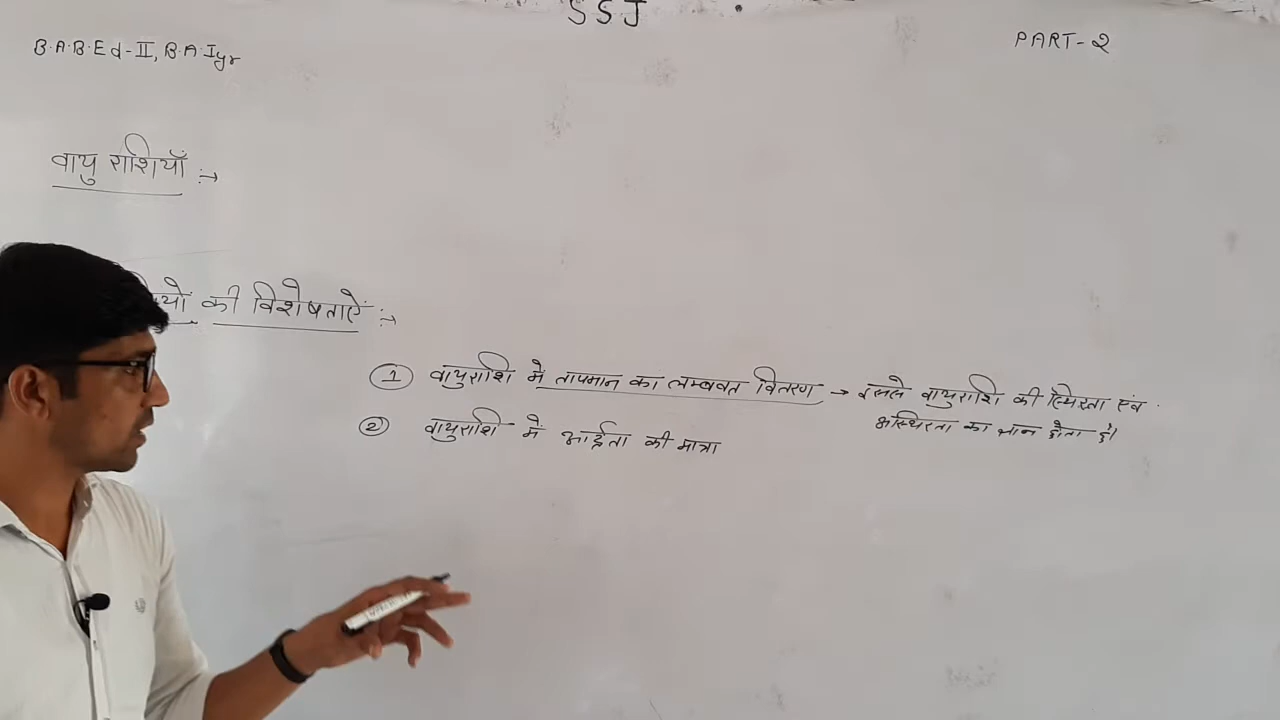 SSJ
B.A.B.Ed-II, B.A.Iyr
PART-2
वायु राशियाँ :→
की विशेषताऐं :→
① वायुराशि में तापमान का लम्बवत वितरण → इससे वायुराशि की स्थिरता एवं
अस्थिरता का ज्ञान होता है।
② वायुराशि में आर्द्रता की मात्रा